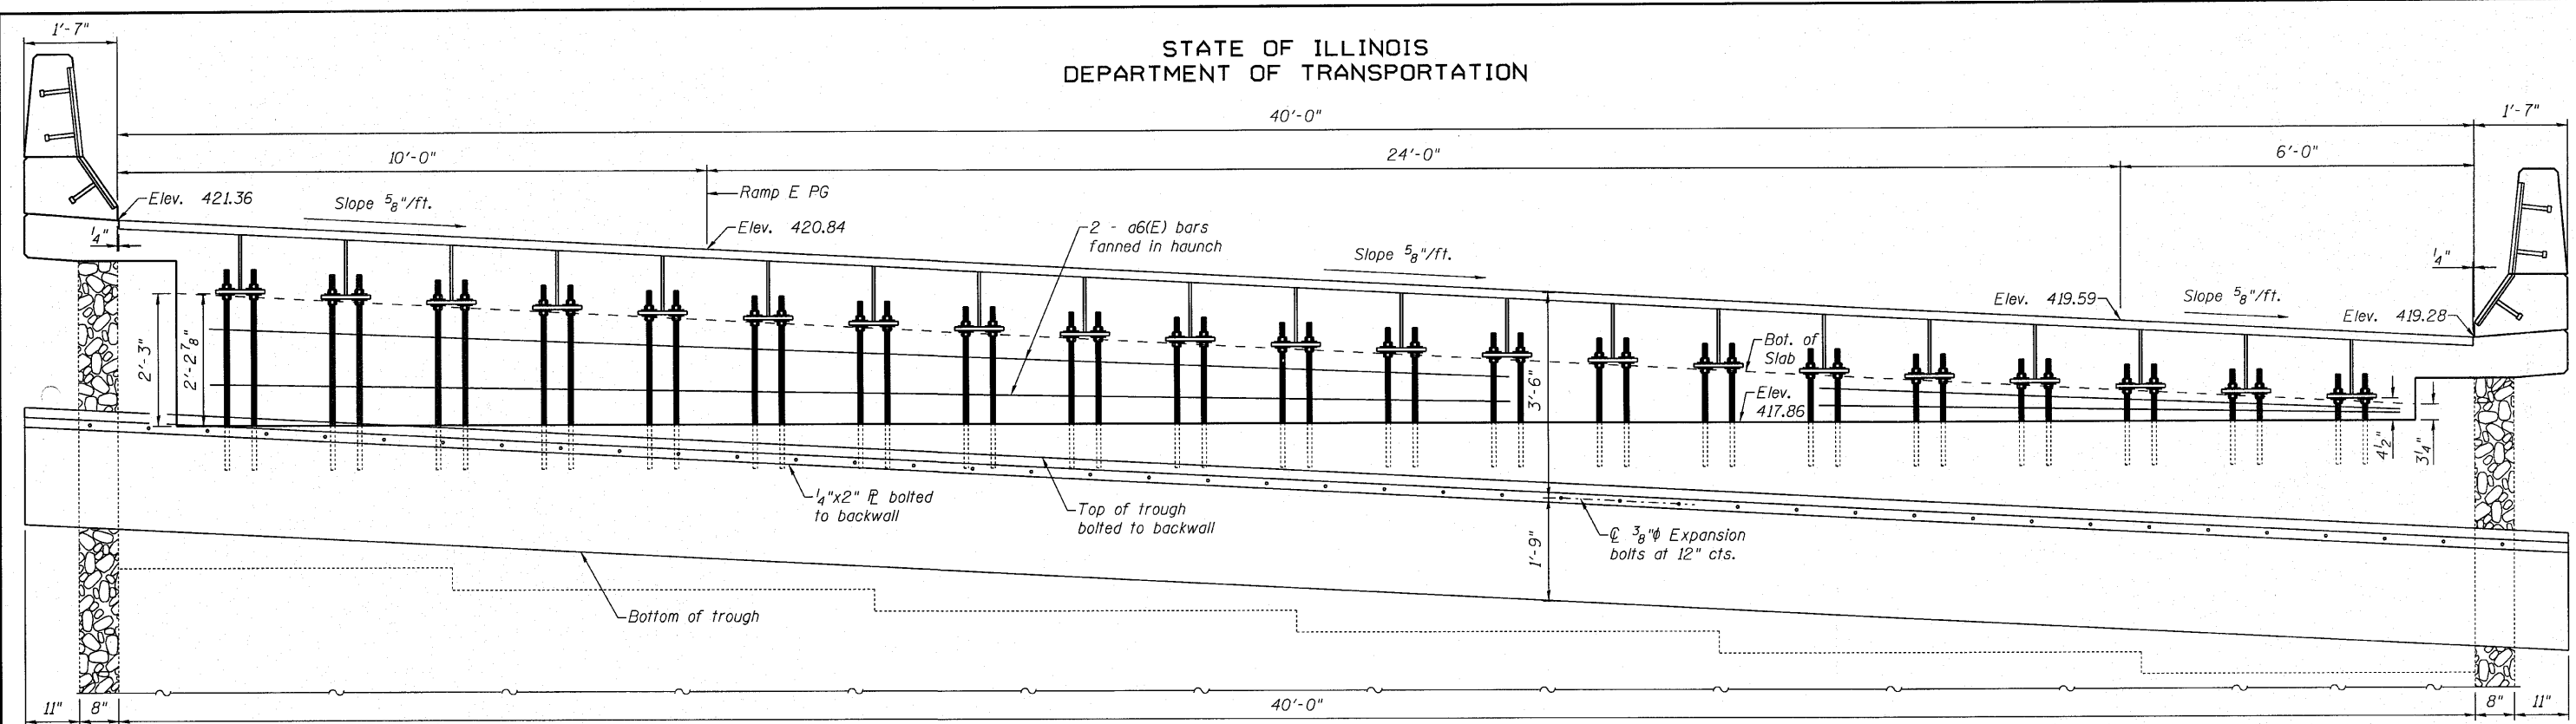 STATE OF ILLINOIS
DEPARTMENT OF TRANSPORTATION
1'-7"
40'-0"
1'-7"
10'-0"
24'-0"
6'-0"
Ramp E PG
Elev. 421.36
Slope 5/8"/ft.
Elev. 420.84
2 - a6(E) bars
fanned in haunch
1/4"
Slope 5/8"/ft.
1/4"
Elev. 419.59
Slope 5/8"/ft.
Elev. 419.28
Bot. of
Slab
2'-3"
2'-2 7/8"
3'-6"
Elev.
417.86
4 1/2"
3 1/4"
1/4"x2" PL bolted
to backwall
Top of trough
bolted to backwall
1'-9"
CL 3/8"φ Expansion
bolts at 12" cts.
Bottom of trough
11"
8"
40'-0"
8"
11"